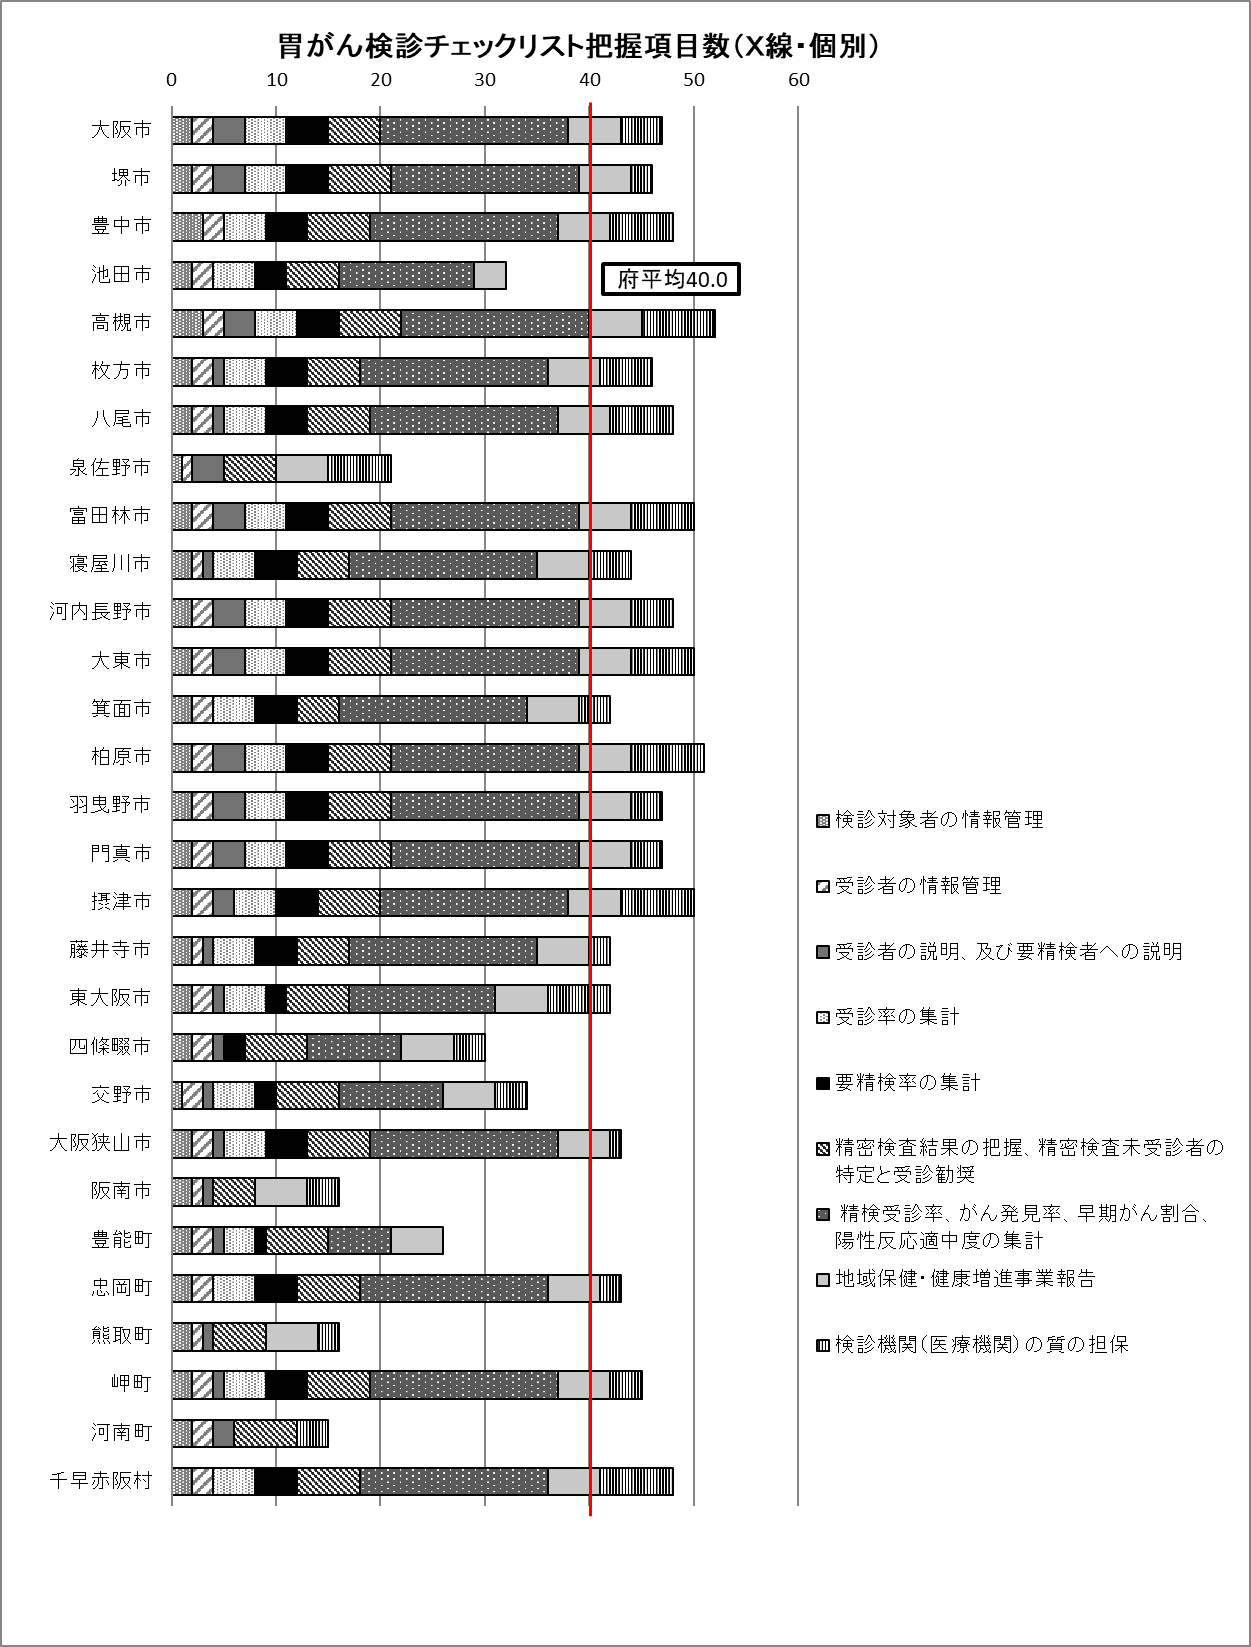 胃がん検診チェックリスト把握項目数（X線・個別）
0 10 20 30 40 50 60
大阪市
堺市
豊中市
池田市
府平均40.0
高槻市
枚方市
八尾市
泉佐野市
富田林市
寝屋川市
河内長野市
大東市
箕面市
柏原市
羽曳野市
門真市
摂津市
藤井寺市
東大阪市
四條畷市
交野市
大阪狭山市
阪南市
豊能町
忠岡町
熊取町
岬町
河南町
千早赤阪村
検診対象者の情報管理
受診者の情報管理
受診者の説明、及び要精検者への説明
受診率の集計
要精検率の集計
精密検査結果の把握、精密検査未受診者の
特定と受診勧奨
精検受診率、がん発見率、早期がん割合、
陽性反応適中度の集計
地域保健・健康増進事業報告
検診機関（医療機関）の質の担保